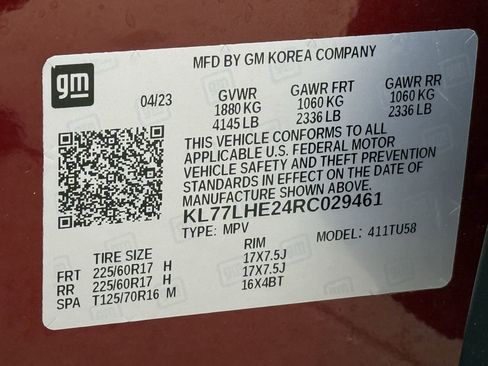 MFD BY GM KOREA COMPANY
gm
04/23 GVWR GAWR FRT GAWR RR
1880 KG 1060 KG 1060 KG
4145 LB 2336 LB 2336 LB
THIS VEHICLE CONFORMS TO ALL
APPLICABLE U.S. FEDERAL MOTOR
VEHICLE SAFETY AND THEFT PREVENTION
STANDARDS IN EFFECT ON THE DATE OF
MANUFACTURE SHOWN ABOVE.
KL77LHE24RC029461
TYPE: MPV MODEL: 411TU58
TIRE SIZE RIM
FRT 225/60R17 H 17X7.5J
RR 225/60R17 H 17X7.5J
SPA T125/70R16 M 16X4BT